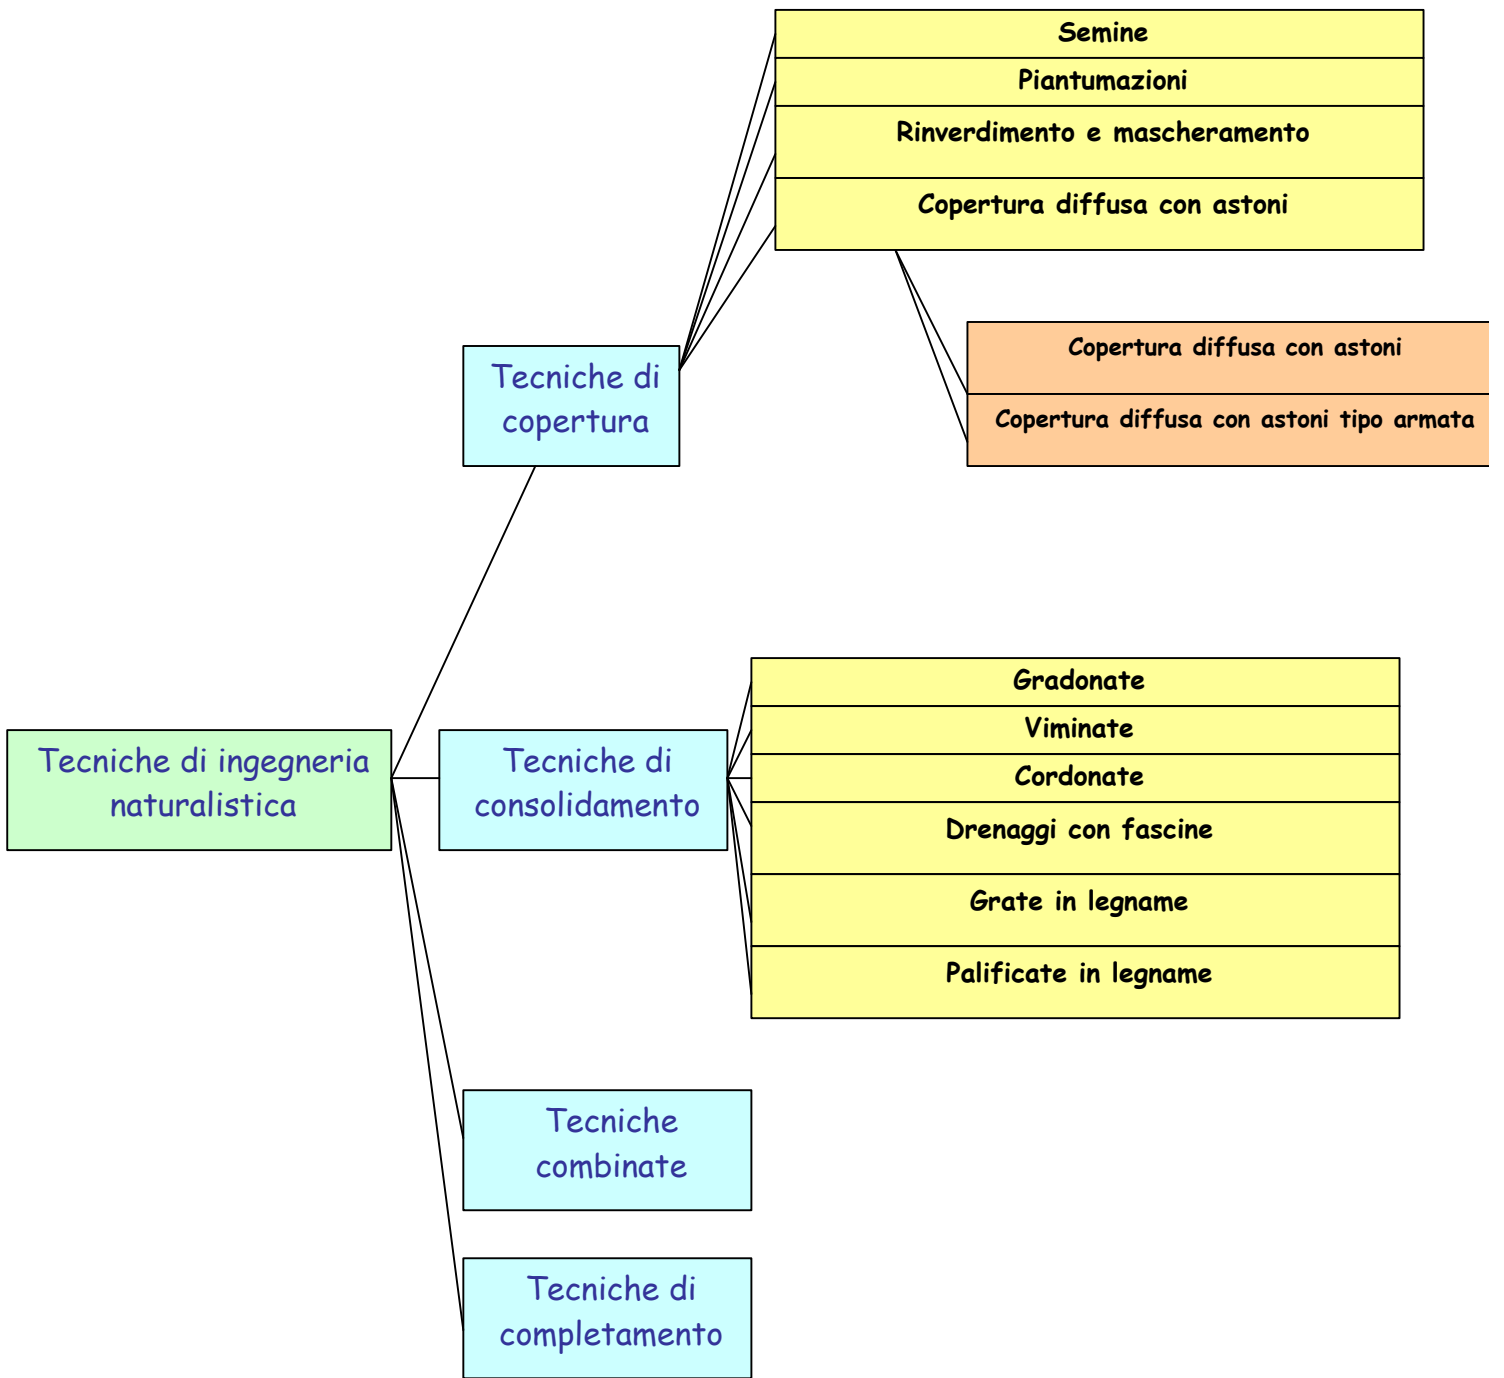 Semine
Piantumazioni
Rinverdimento e mascheramento
Copertura diffusa con astoni
Copertura diffusa con astoni
Copertura diffusa con astoni tipo armata
Tecniche di
copertura
Tecniche di ingegneria
naturalistica
Tecniche di
consolidamento
Gradonate
Viminate
Cordonate
Drenaggi con fascine
Grate in legname
Palificate in legname
Tecniche
combinate
Tecniche di
completamento